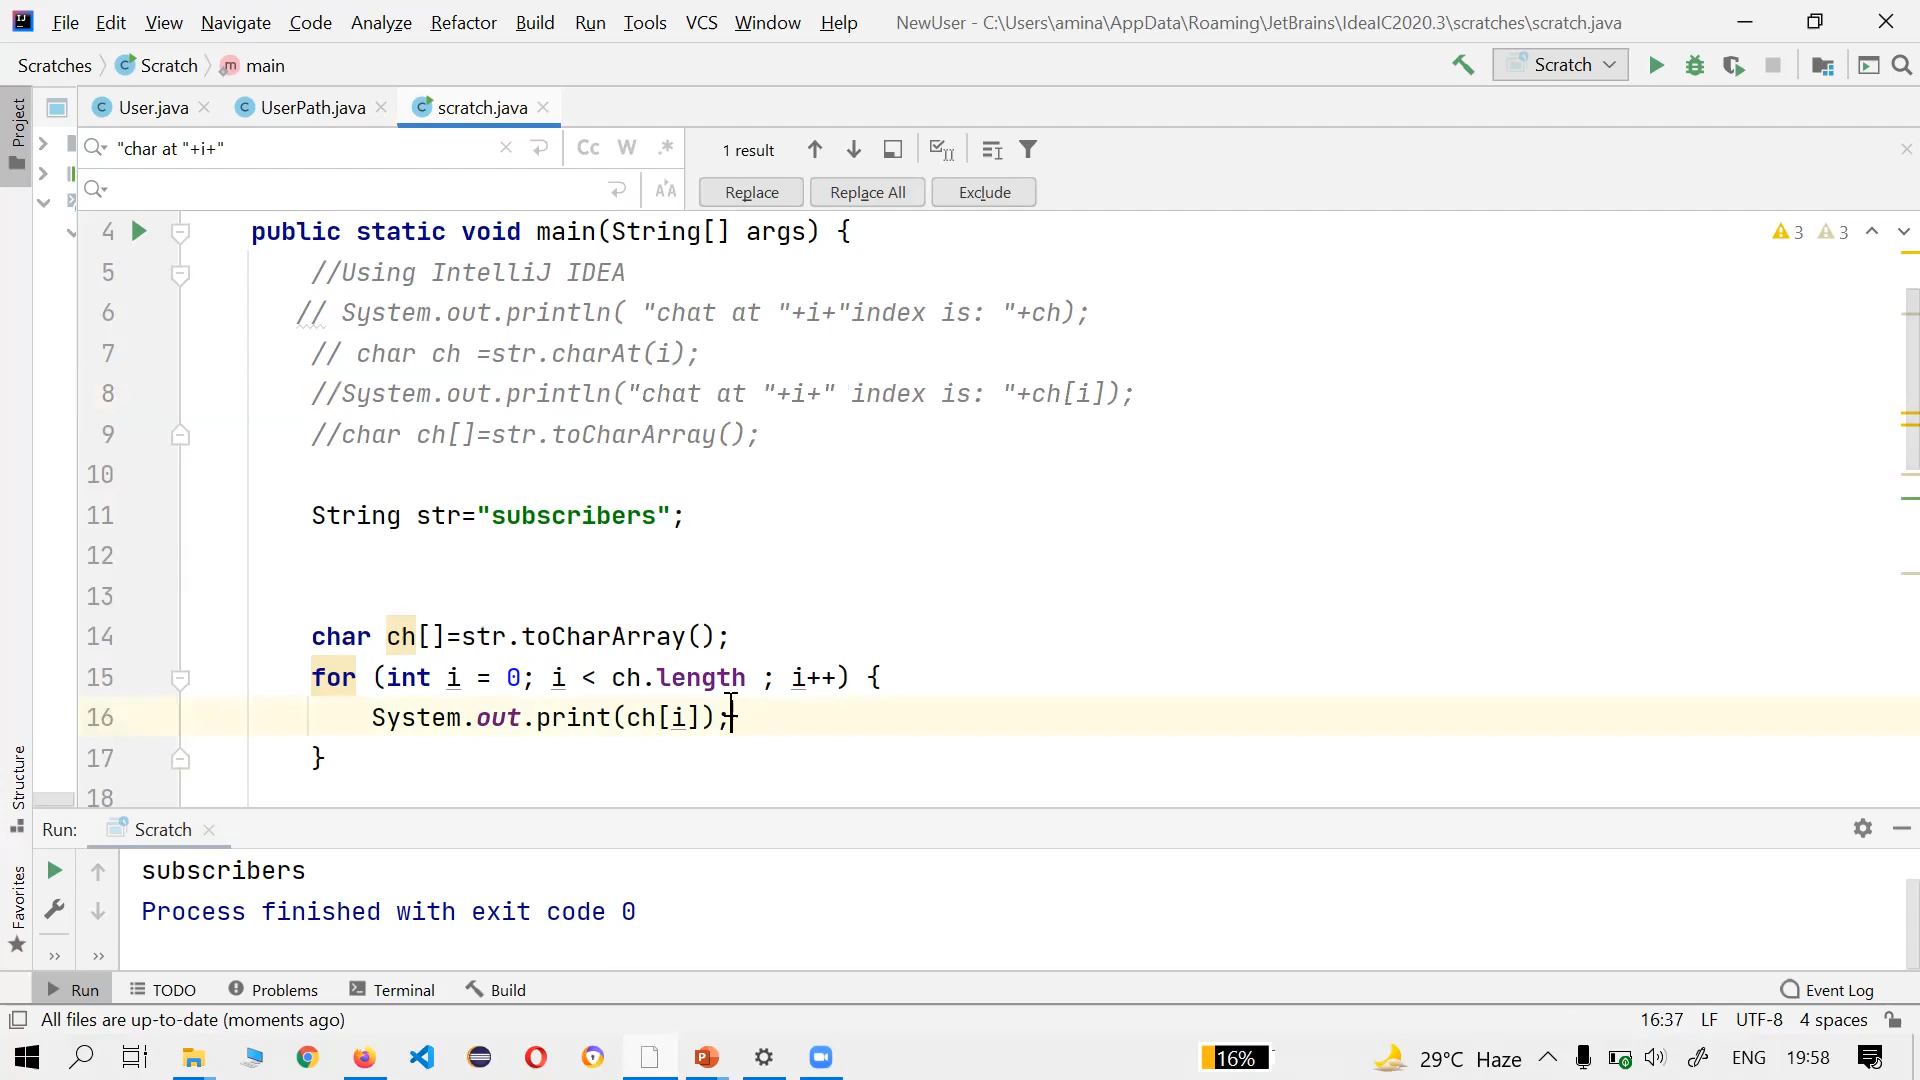 File Edit View Navigate Code Analyze Refactor Build Run Tools VCS Window Help NewUser - C:\Users\amina\AppData\Roaming\JetBrains\IdeaIC2020.3\scratches\scratch.java
Scratches Scratch main Scratch
User.java UserPath.java scratch.java
Project
"char at "+i+" Cc W .* 1 result
Replace Replace All Exclude
4 public static void main(String[] args) { 3 3
5 //Using IntelliJ IDEA
6 // System.out.println( "chat at "+i+"index is: "+ch);
7 // char ch =str.charAt(i);
8 //System.out.println("chat at "+i+" index is: "+ch[i]);
9 //char ch[]=str.toCharArray();
10
11 String str="subscribers";
12
13
14 char ch[]=str.toCharArray();
15 for (int i = 0; i < ch.length ; i++) {
16 System.out.print(ch[i]);
17 }
18
Structure
Favorites
Run: Scratch
subscribers
Process finished with exit code 0
Run TODO Problems Terminal Build Event Log
All files are up-to-date (moments ago) 16:37 LF UTF-8 4 spaces
16% 29°C Haze ENG 19:58